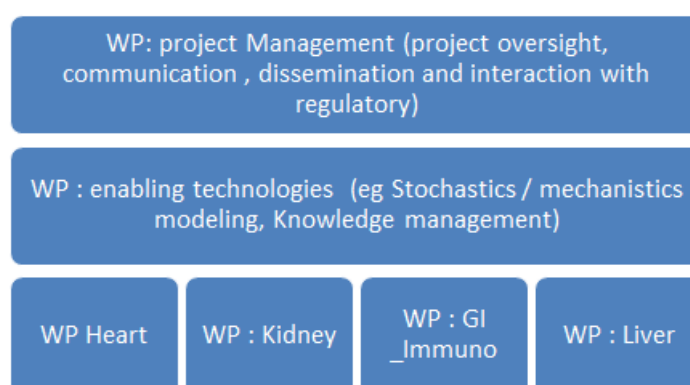 WP: project Management (project oversight,
communication , dissemination and interaction with
regulatory)
WP : enabling technologies (eg Stochastics / mechanistics
modeling, Knowledge management)
WP Heart
WP : Kidney
WP : GI
_Immuno
WP : Liver